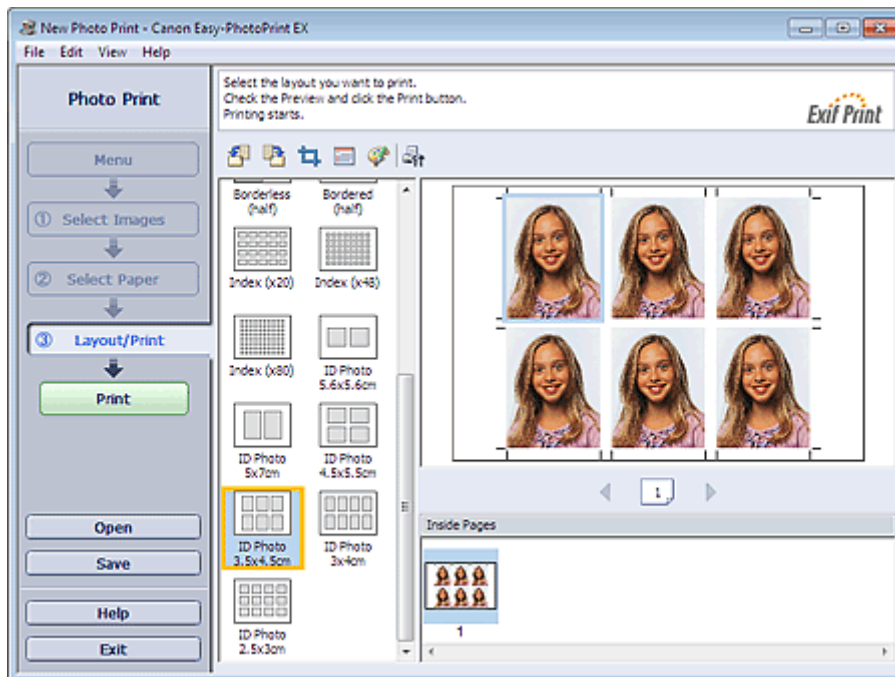 New Photo Print - Canon Easy-PhotoPrint EX
File Edit View Help
Photo Print
Select the layout you want to print.
Check the Preview and click the Print button.
Printing starts.
Exif Print
Menu
① Select Images
② Select Paper
③ Layout/Print
Print
Open
Save
Help
Exit
Borderless
(half)
Bordered
(half)
Index (x20)
Index (x48)
Index (x80)
ID Photo
5.6x5.6cm
ID Photo
5x7cm
ID Photo
4.5x5.5cm
ID Photo
3.5x4.5cm
ID Photo
3x4cm
ID Photo
2.5x3cm
1
Inside Pages
1